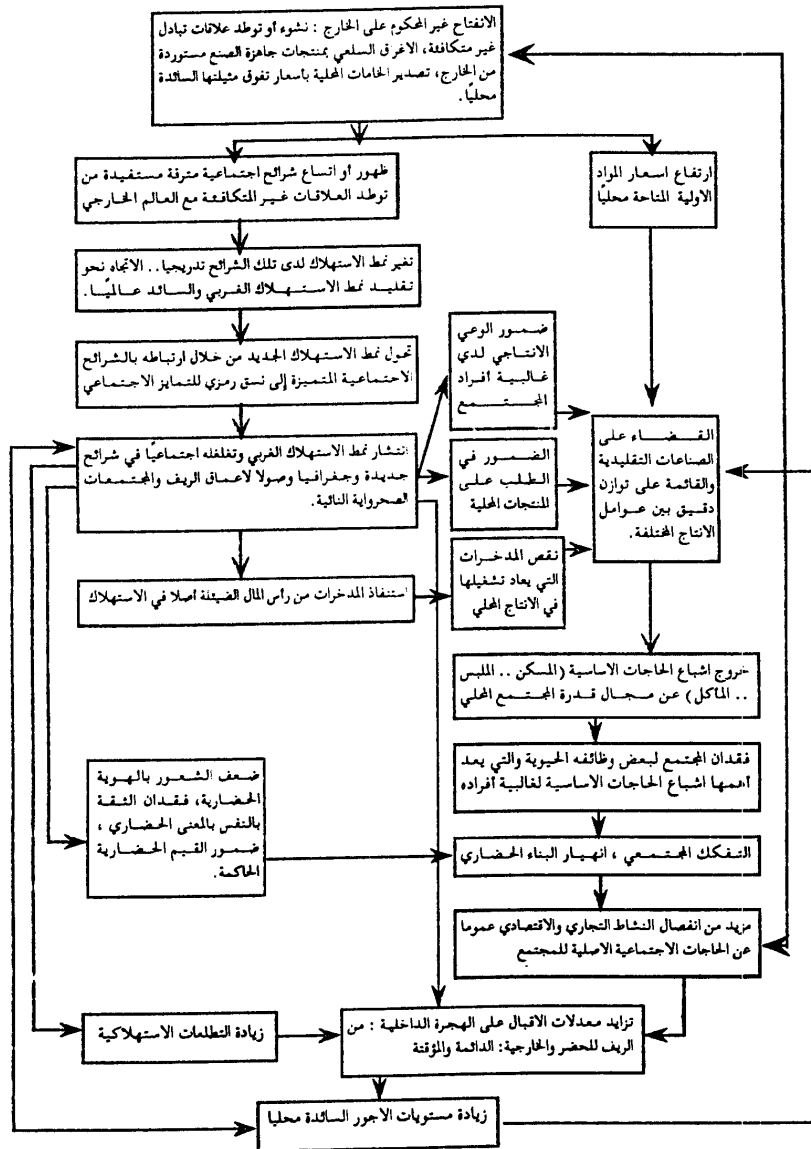 الانفتاح غير المحكوم على الخارج : نشوء أو توطد علاقات تبادل
غير متكافئة، الاغرق السلعي بمنتجات جاهزة الصنع مستوردة
من الخارج، تصدير الخامات المحلية باسعار تفوق مثيلتها السائدة
محليًا.
ارتفاع اسعار المواد
الاولية المتاحة محليًا
ظهور أو اتساع شرائح اجتماعية مترفة مستفيدة من
توطد العلاقات غير المتكافئة مع العالم الخارجي
تغير نمط الاستهلاك لدى تلك الشرائح تدريجيا.. الاتجاه نحو
تقليد نمط الاستهلاك الغربي والسائد عالميًا.
تحول نمط الاستهلاك الجديد من خلال ارتباطه بالشرائح
الاجتماعية المتميزة إلى نسق رمزي للتمايز الاجتماعي
ضمور الوعي
الانتاجي لدى
غالبية أفراد
المجتمع
القضاء على
الصناعات التقليدية
والقائمة على توازن
دقيق بين عوامل
الانتاج المختلفة.
انتشار نمط الاستهلاك الغربي وتغلغله اجتماعيًا في شرائح
جديدة وجغرافيا وصولا لاعماق الريف والمجتمعات
الصحرواية النائية.
الضمور في
الطلب على
المنتجات المحلية
نقص المدخرات
التي يعاد تشغيلها
في الانتاج المحلي
استنفاذ المدخرات من رأس المال الضئيلة أصلا في الاستهلاك
خروج اشباع الحاجات الاساسية (المسكن .. الملبس
.. المأكل) عن مجال قدرة المجتمع المحلي
فقدان المجتمع لبعض وظائفه الحيوية والتي يعد
أهمها اشباع الحاجات الاساسية لغالبية أفراده
ضعف الشعور بالهوية
الحضارية، فقدان الثقة
بالنفس بالمعنى الحضاري ،
ضمور القيم الحضارية
الحاكمة.
التفكك المجتمعي ، انهيار البناء الحضاري
مزيد من انفصال النشاط التجاري والاقتصادي عموما
عن الحاجات الاجتماعية الاصلية للمجتمع
تزايد معدلات الاقبال على الهجرة الداخلية : من
الريف للحضر والخارجية: الدائمة والمؤقتة
زيادة التطلعات الاستهلاكية
زيادة مستويات الاجور السائدة محليا